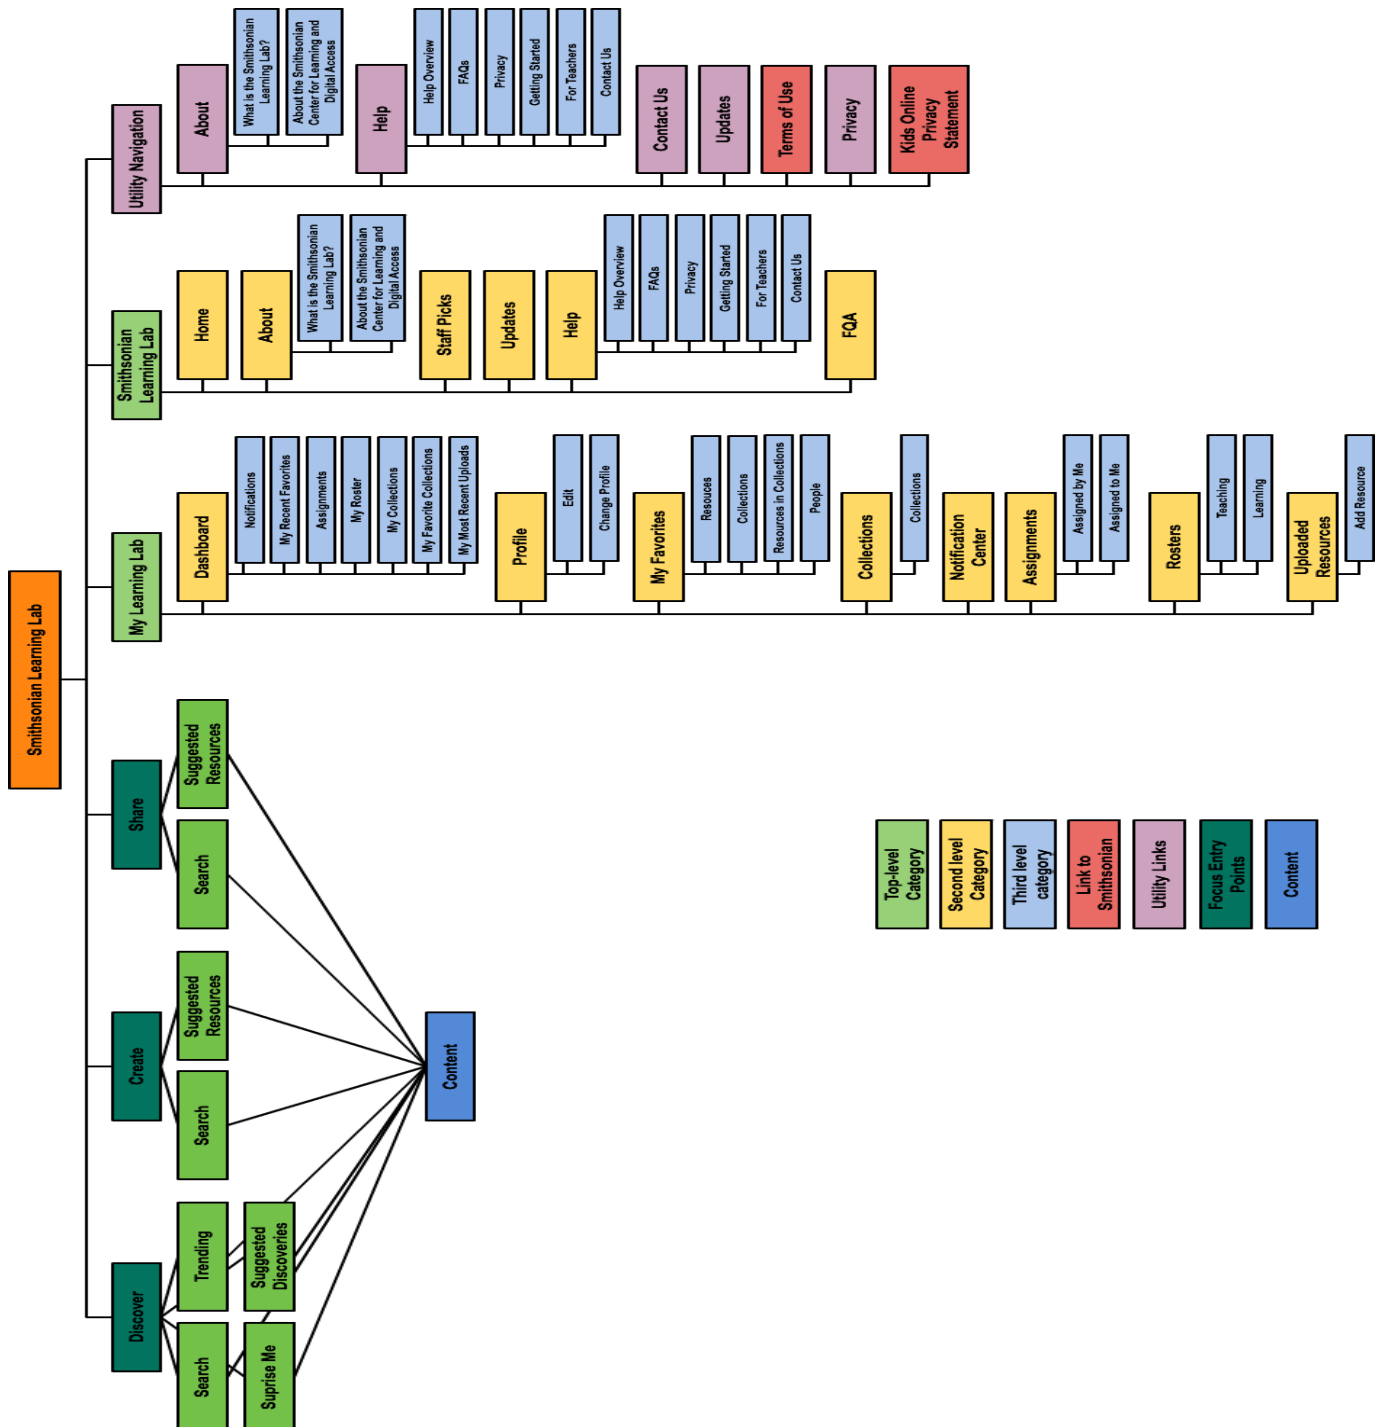 Smithsonian Learning Lab
Discover
Search
Trending
Suprise Me
Suggested
Discoveries
Create
Search
Suggested
Resources
Share
Search
Suggested
Resources
Content
My Learning Lab
Dashboard
Notifications
My Recent Favorites
Assignments
My Roster
My Collections
My Favorite Collections
My Most Recent Uploads
Profile
Edit
Change Profile
My Favorites
Resouces
Collections
Resources in Collections
People
Collections
Collections
Notification
Center
Assignments
Assigned by Me
Assigned to Me
Rosters
Teaching
Learning
Uploaded
Resources
Add Resource
Smithsonian
Learning Lab
Home
About
What is the Smithsonian
Learning Lab?
About the Smithsonian
Center for Learning and
Digital Access
Staff Picks
Updates
Help
Help Overview
FAQs
Privacy
Getting Started
For Teachers
Contact Us
FQA
Utility Navigation
About
What is the Smithsonian
Learning Lab?
About the Smithsonian
Center for Learning and
Digital Access
Help
Help Overview
FAQs
Privacy
Getting Started
For Teachers
Contact Us
Contact Us
Updates
Terms of Use
Privacy
Kids Online
Privacy
Statement
Top-level
Category
Second level
Category
Third level
category
Link to
Smithsonian
Utility Links
Focus Entry
Points
Content